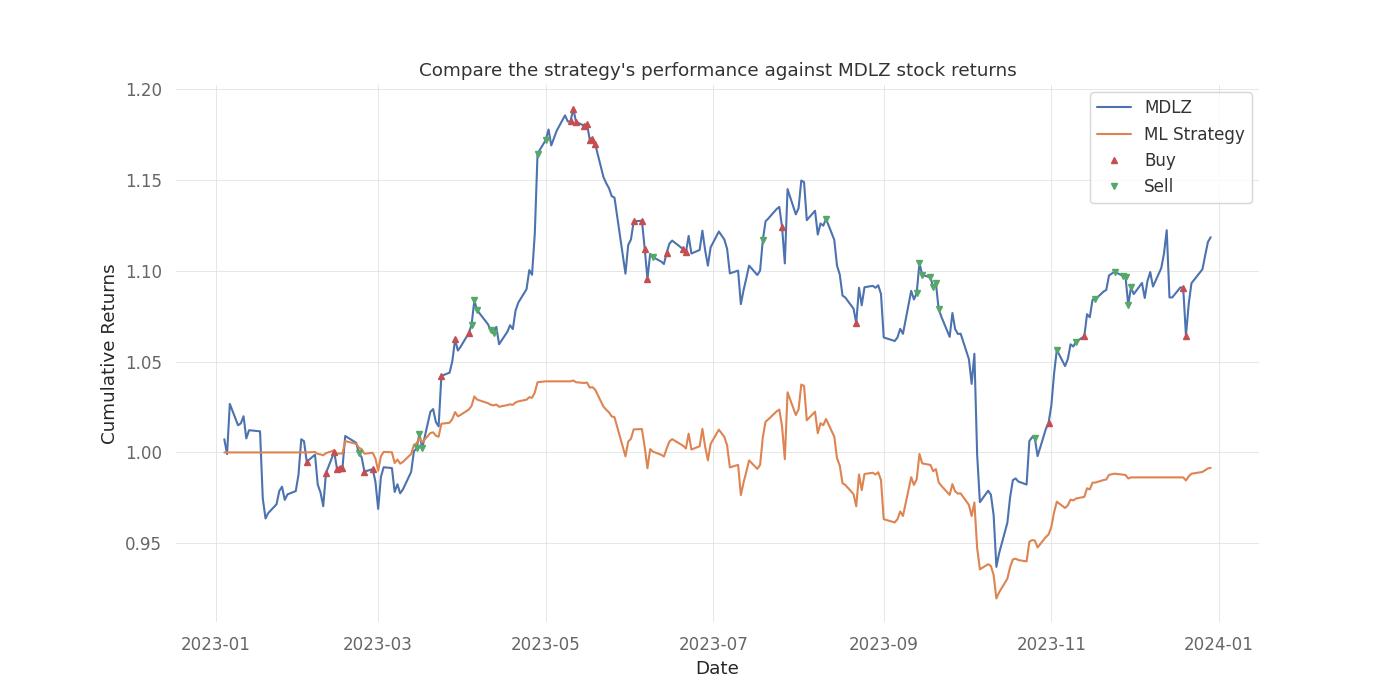 Compare the strategy's performance against MDLZ stock returns
1.20
1.15
1.10
1.05
1.00
0.95
Cumulative Returns
MDLZ
ML Strategy
Buy
Sell
2023-01 2023-03 2023-05 2023-07 2023-09 2023-11 2024-01
Date